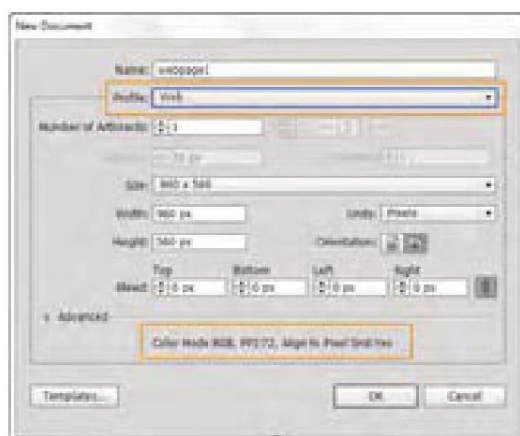 New Document
Name: webpage1
Profile: Web
Number of Artboards: 1
Size: 960 x 560
Width: 960 px Units: Pixels
Height: 560 px Orientation:
Top Bottom Left Right
Bleed: 0 px 0 px 0 px 0 px
Advanced
Color Mode:RGB, PPI:72, Align to Pixel Grid:Yes
Templates... OK Cancel